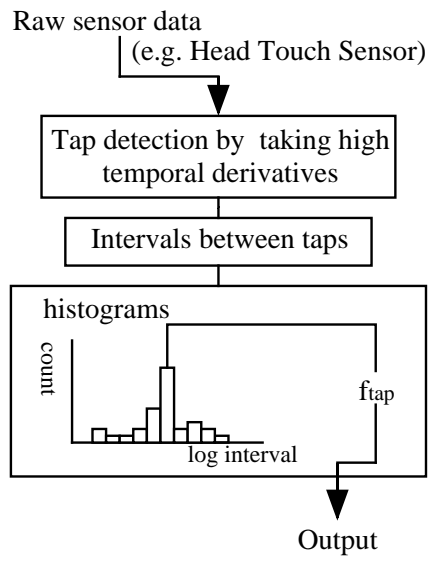 Raw sensor data
(e.g. Head Touch Sensor)
Tap detection by taking high
temporal derivatives
Intervals between taps
histograms
count
ftap
log interval
Output